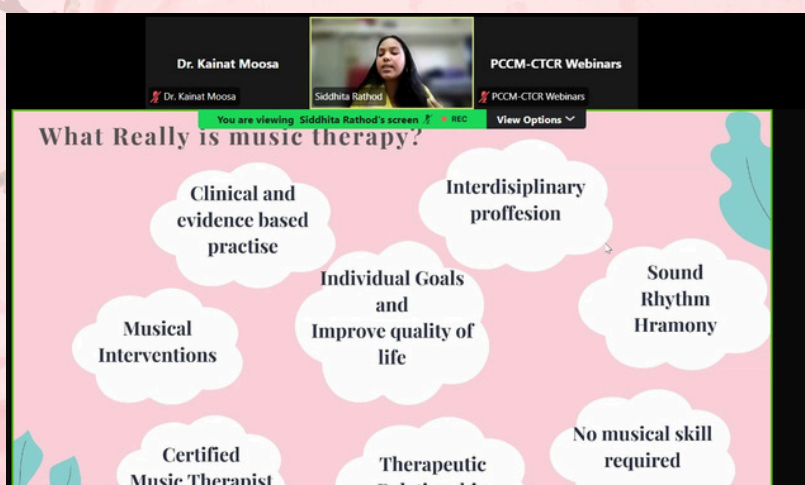 Dr. Kainat Moosa
PCCM-CTCR Webinars
Dr. Kainat Moosa
Siddhita Rathod
PCCM-CTCR Webinars
You are viewing Siddhita Rathod's screen
REC
View Options
What Really is music therapy?
Clinical and
evidence based
practise
Interdisiplinary
proffesion
Individual Goals
and
Improve quality of
life
Sound
Rhythm
Hramony
Musical
Interventions
No musical skill
required
Certified
Music Therapist
Therapeutic